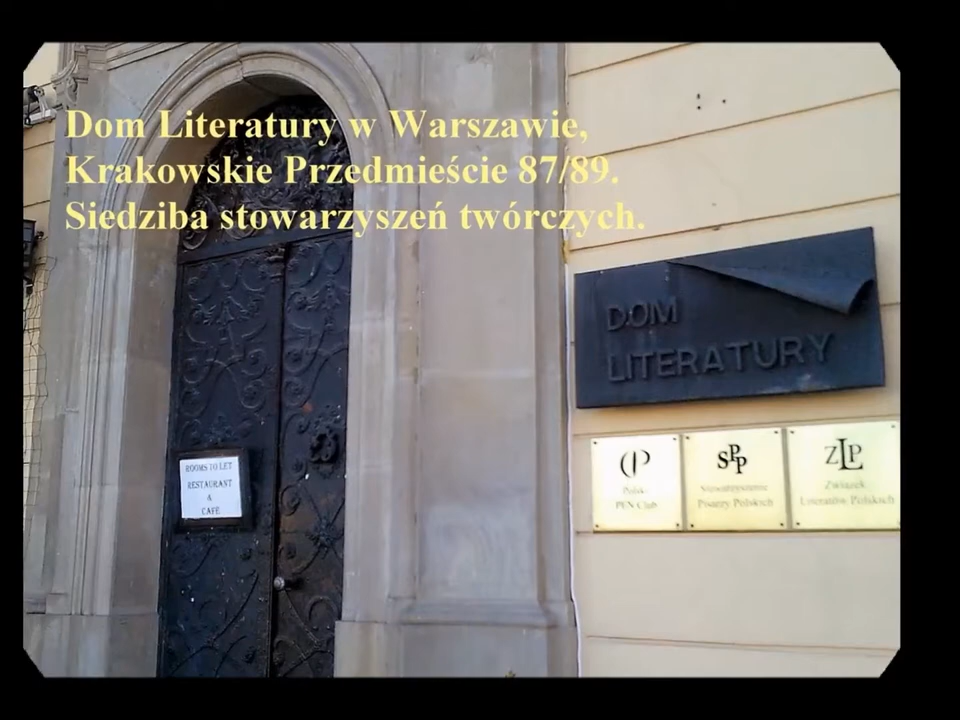 Dom Literatury w Warszawie,
Krakowskie Przedmieście 87/89.
Siedziba stowarzyszeń twórczych.
DOM
LITERATURY
ROOMS TO LET
RESTAURANT
&
CAFE
Polski
PEN Club
SPP
Stowarzyszenie
Pisarzy Polskich
ZLP
Związek
Literatów Polskich